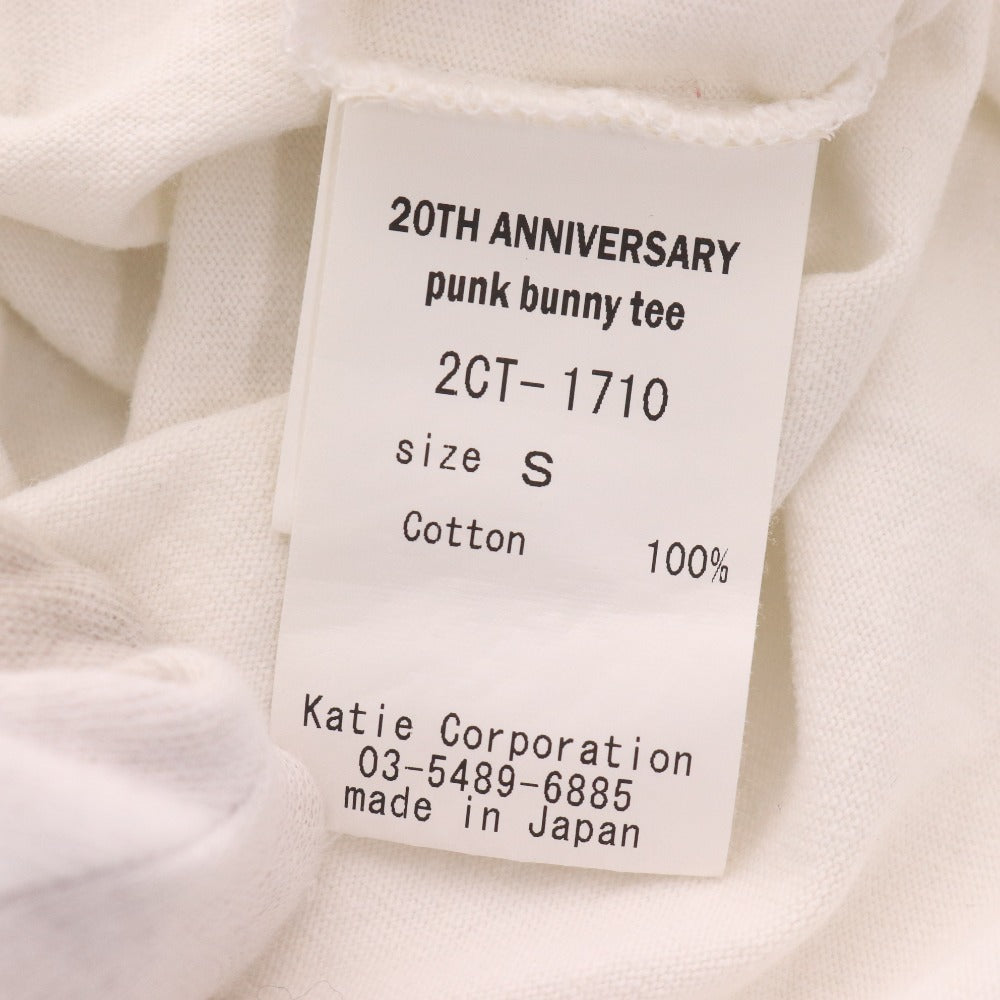 20TH ANNIVERSARY
punk bunny tee
2CT-1710
size S
Cotton 100%
Katie Corporation
03-5489-6885
made in Japan